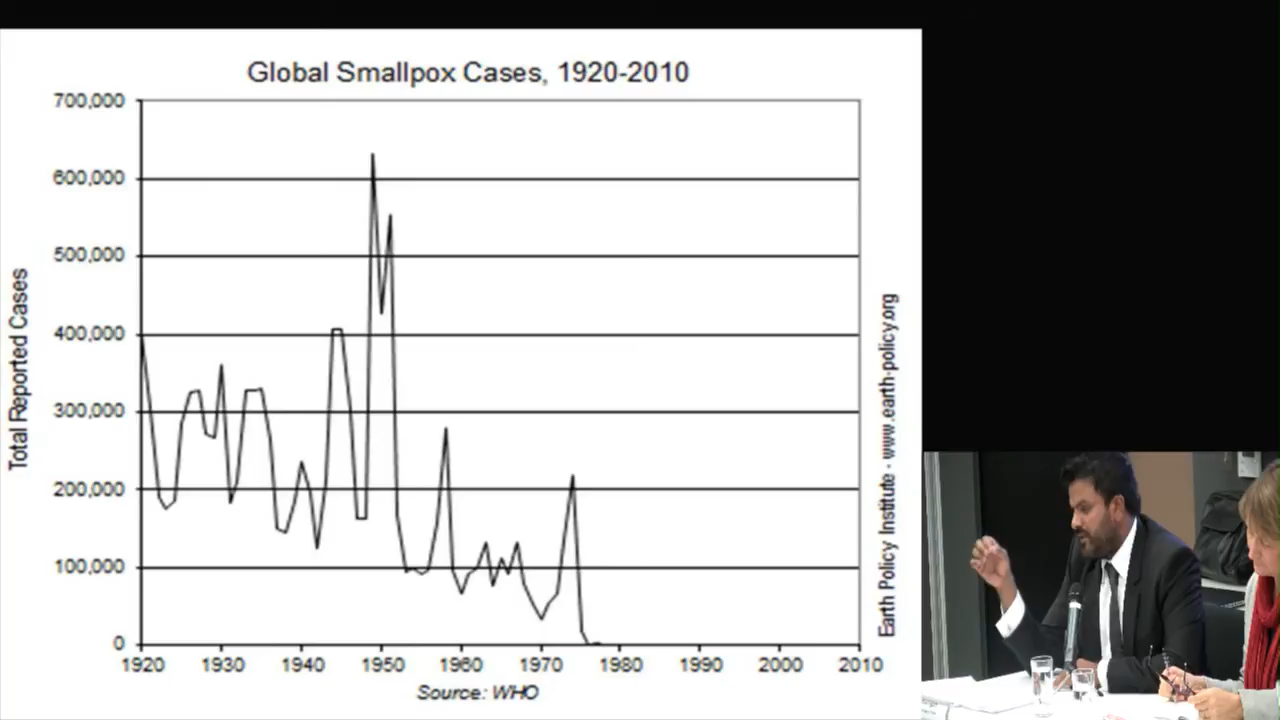 Global Smallpox Cases, 1920-2010
700,000
600,000
500,000
400,000
300,000
200,000
100,000
0
Total Reported Cases
1920 1930 1940 1950 1960 1970 1980 1990 2000 2010
Source: WHO
Earth Policy Institute - www.earth-policy.org